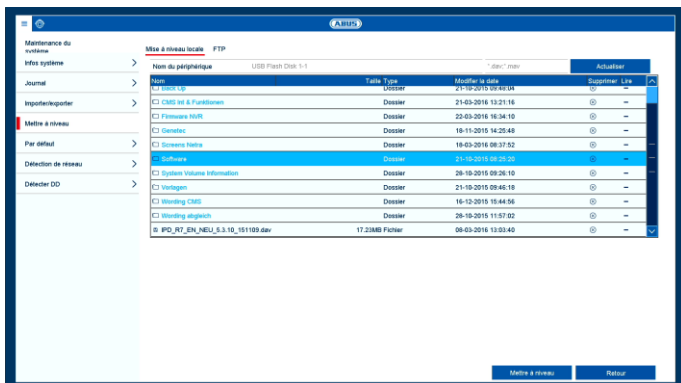 ABUS
Maintenance du
système
Infos système
Journal
Importer/exporter
Mettre à niveau
Par défaut
Détection de réseau
Détecter DD
Mise à niveau locale FTP
Nom du périphérique USB Flash Disk 1-1 *.dav;*.mav Actualiser
Nom Taille Type Modifier la date Supprimer Lire
Back Up Dossier 21-10-2015 09:48:04 –
CMS Int & Funktionen Dossier 21-03-2016 13:21:16 –
Firmware NVR Dossier 22-03-2016 16:34:10 –
Genetec Dossier 18-11-2015 14:25:48 –
Screens Netra Dossier 18-03-2016 08:37:52 –
Software Dossier 21-10-2015 08:25:20 –
System Volume Information Dossier 28-10-2015 09:26:10 –
Vorlagen Dossier 21-10-2015 09:46:18 –
Wording CMS Dossier 16-12-2015 15:44:56 –
Wording abgleich Dossier 28-10-2015 11:57:02 –
IPD_R7_EN_NEU_5.3.10_151109.dav 17.23MB Fichier 08-03-2016 13:03:40 –
Mettre à niveau Retour